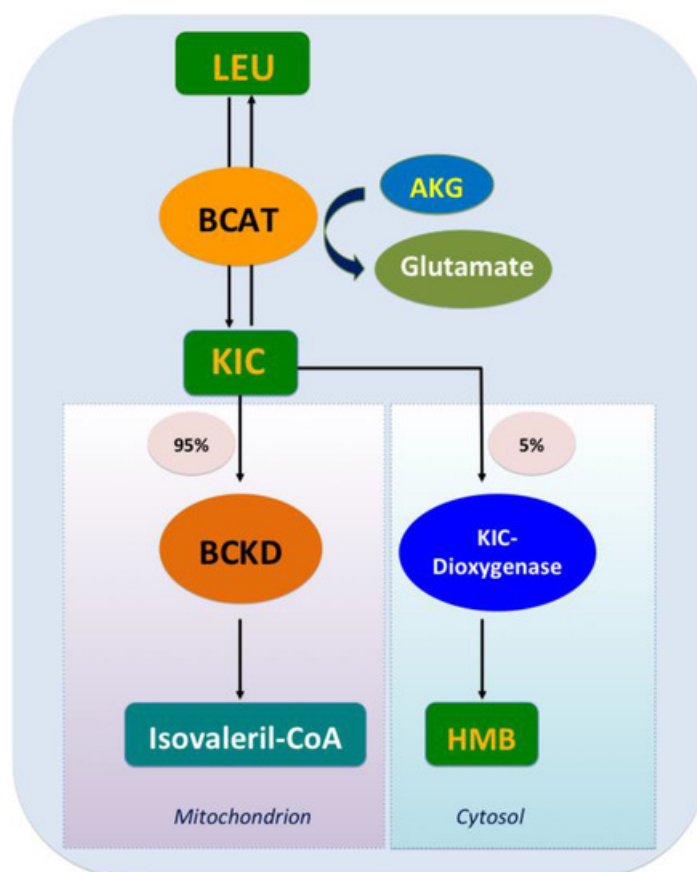 LEU
BCAT
AKG
Glutamate
KIC
95%
5%
BCKD
KIC-
Dioxygenase
Isovaleril-CoA
HMB
Mitochondrion
Cytosol